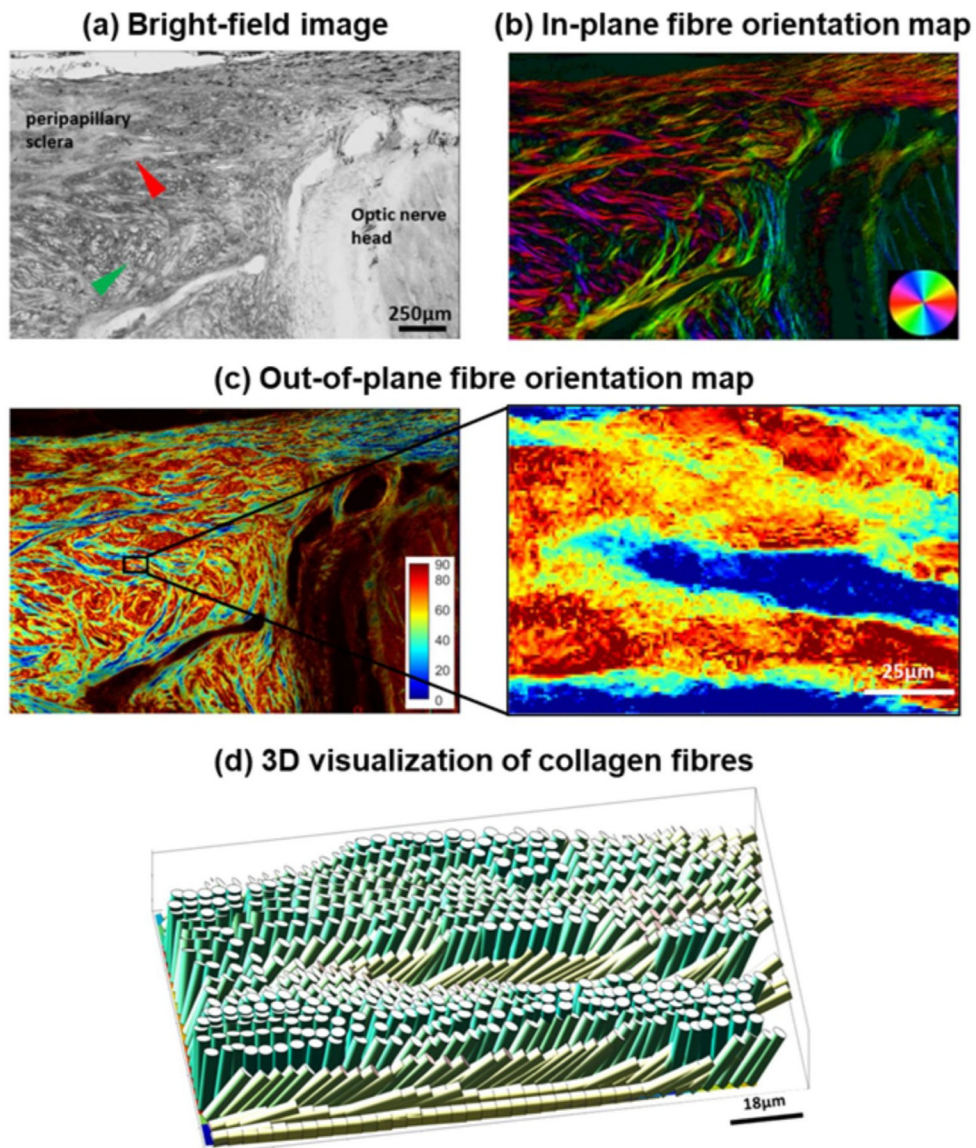 (a) Bright-field image
(b) In-plane fibre orientation map
peripapillary
sclera
Optic nerve
head
250μm
(c) Out-of-plane fibre orientation map
90
80
60
40
20
0
25μm
(d) 3D visualization of collagen fibres
18μm